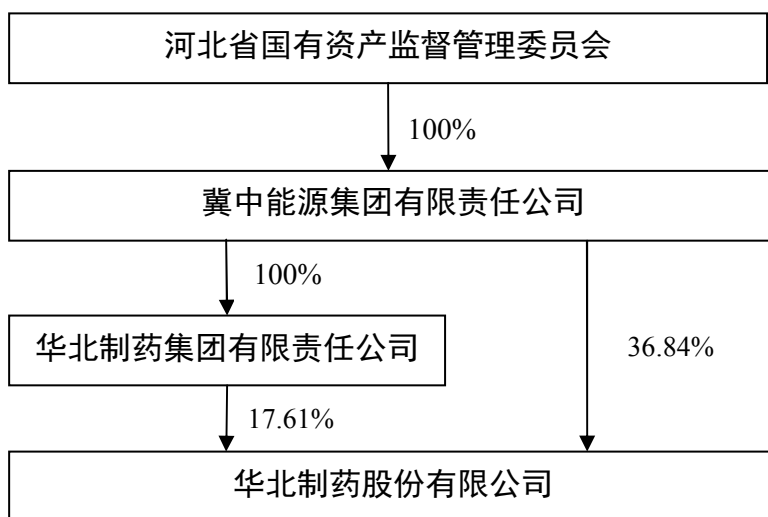 河北省国有资产监督管理委员会
100%
冀中能源集团有限责任公司
100%
华北制药集团有限责任公司
36.84%
17.61%
华北制药股份有限公司